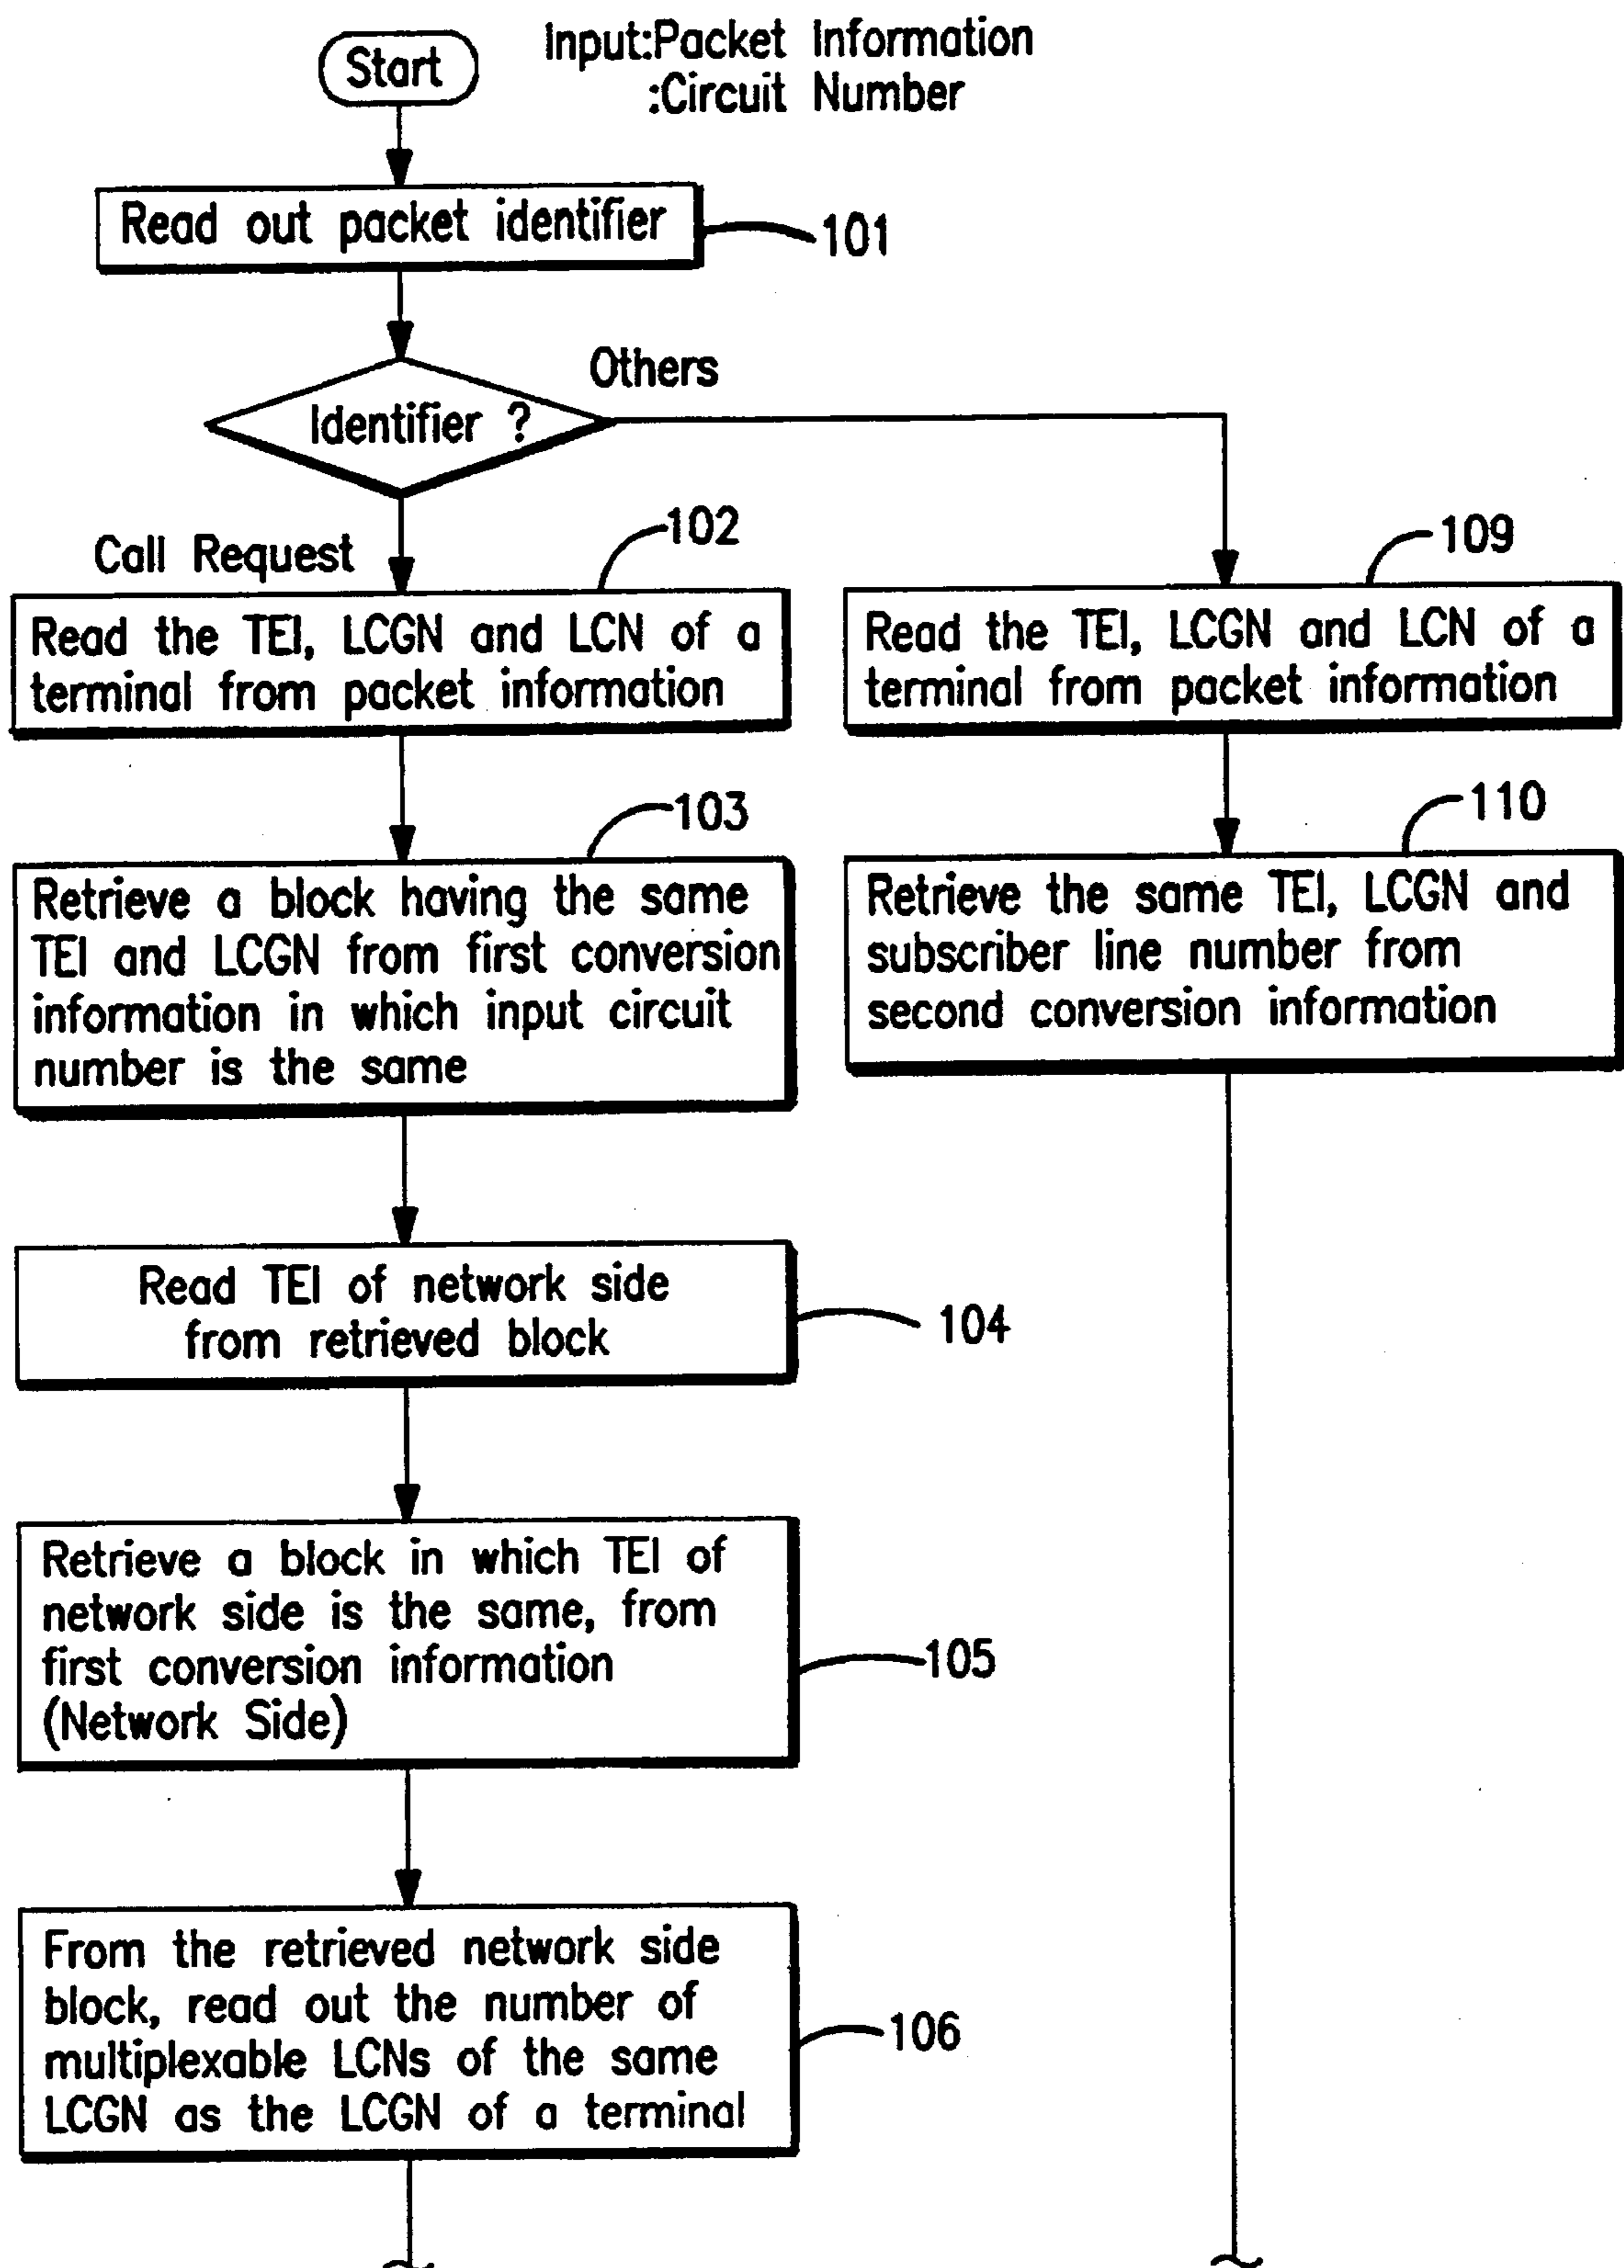 Start
Input:Packet Information
:Circuit Number
Read out packet identifier
101
Others
Identifier ?
Call Request
102
Read the TEI, LCGN and LCN of a
terminal from packet information
109
Read the TEI, LCGN and LCN of a
terminal from packet information
103
Retrieve a block having the same
TEI and LCGN from first conversion
information in which input circuit
number is the same
110
Retrieve the same TEI, LCGN and
subscriber line number from
second conversion information
Read TEI of network side
from retrieved block
104
Retrieve a block in which TEI of
network side is the same, from
first conversion information
(Network Side)
105
From the retrieved network side
block, read out the number of
multiplexable LCNs of the same
LCGN as the LCGN of a terminal
106